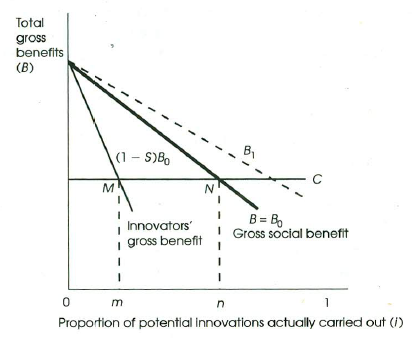 Total
gross
benefits
(B)
B₁
(1 − S)B₀
C
M
N
B = B₀
Innovators'
gross benefit
Gross social benefit
0
m
n
1
Proportion of potential innovations actually carried out (i)